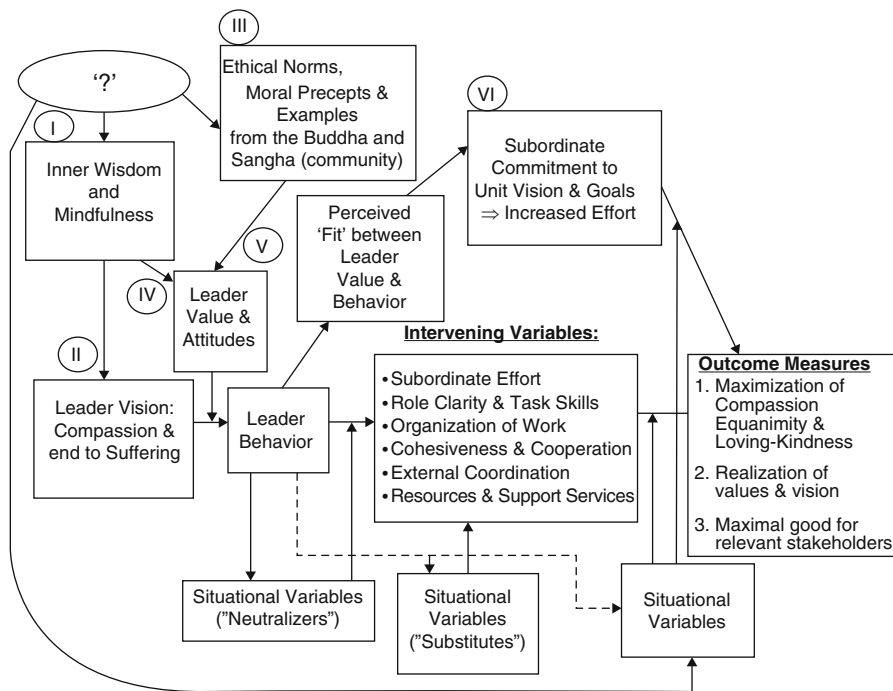 III
‘?’
Ethical Norms,
Moral Precepts &
Examples
from the Buddha and
Sangha (community)
VI
I
Inner Wisdom
and
Mindfulness
Subordinate
Commitment to
Unit Vision & Goals
⇒ Increased Effort
Perceived
‘Fit’ between
Leader
Value &
Behavior
V
IV
Leader
Value &
Attitudes
II
Leader Vision:
Compassion &
end to Suffering
Leader
Behavior
Intervening Variables:
•Subordinate Effort
•Role Clarity & Task Skills
•Organization of Work
•Cohesiveness & Cooperation
•External Coordination
•Resources & Support Services
Outcome Measures
1. Maximization of
Compassion
Equanimity &
Loving-Kindness
2. Realization of
values & vision
3. Maximal good for
relevant stakeholders
Situational Variables
(”Neutralizers”)
Situational
Variables
(”Substitutes”)
Situational
Variables